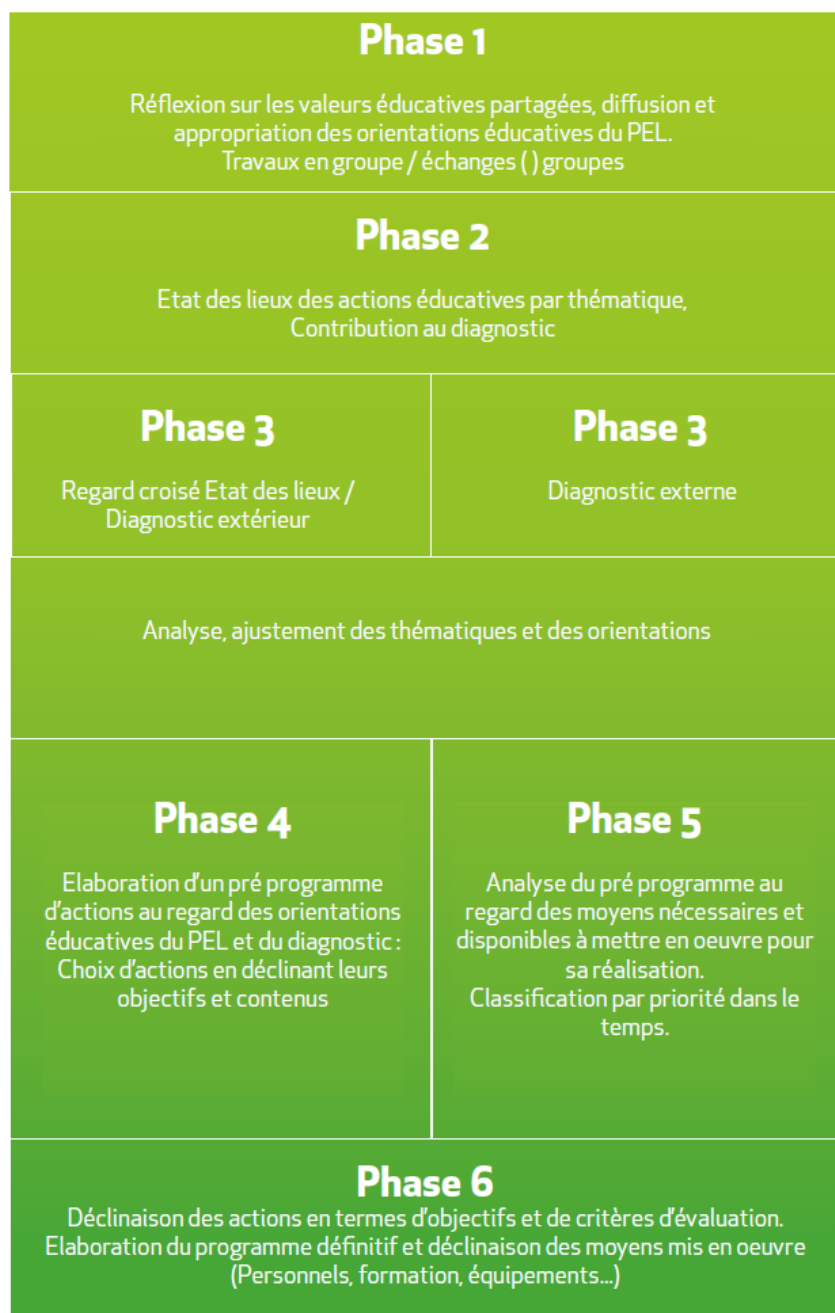 Phase 1
Réflexion sur les valeurs éducatives partagées, diffusion et
appropriation des orientations éducatives du PEL.
Travaux en groupe / échanges ( ) groupes
Phase 2
Etat des lieux des actions éducatives par thématique,
Contribution au diagnostic
Phase 3
Regard croisé Etat des lieux /
Diagnostic extérieur
Phase 3
Diagnostic externe
Analyse, ajustement des thématiques et des orientations
Phase 4
Elaboration d'un pré programme
d'actions au regard des orientations
éducatives du PEL et du diagnostic :
Choix d'actions en déclinant leurs
objectifs et contenus
Phase 5
Analyse du pré programme au
regard des moyens nécessaires et
disponibles à mettre en oeuvre pour
sa réalisation.
Classification par priorité dans le
temps.
Phase 6
Déclinaison des actions en termes d'objectifs et de critères d'évaluation.
Elaboration du programme définitif et déclinaison des moyens mis en oeuvre
(Personnels, formation, équipements...)